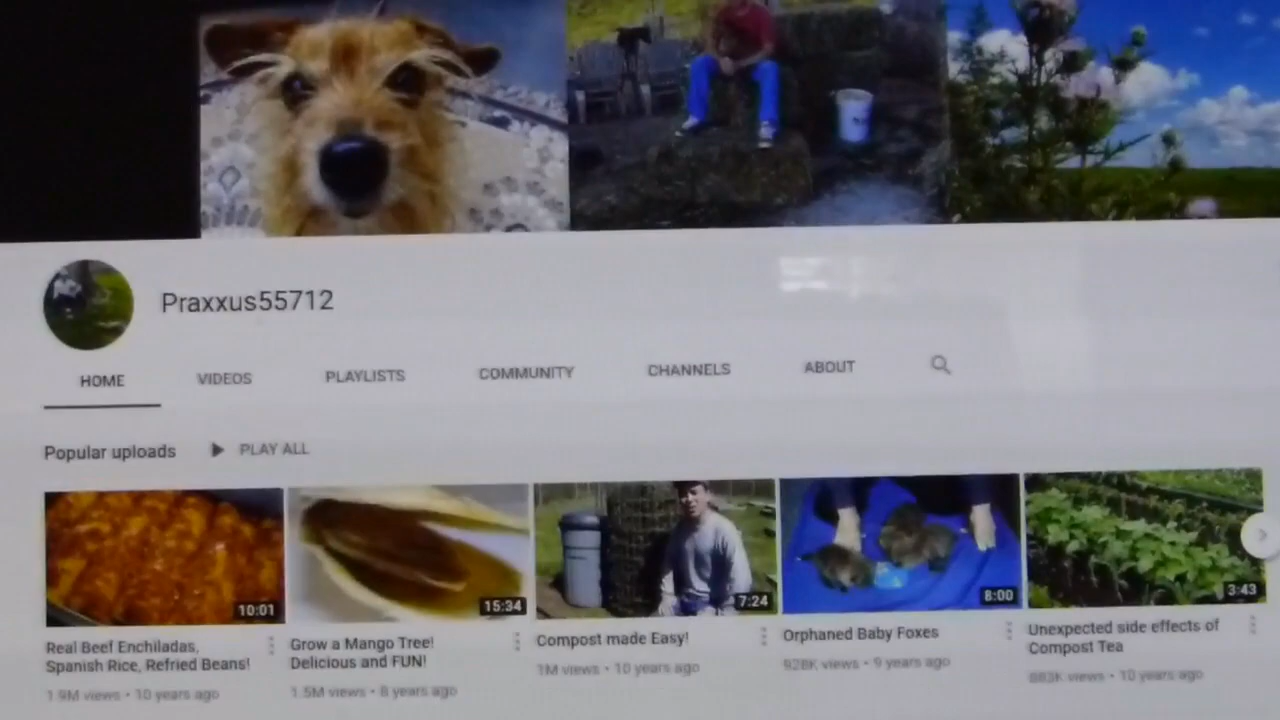 Praxxus55712
HOME VIDEOS PLAYLISTS COMMUNITY CHANNELS ABOUT
Popular uploads PLAY ALL
10:01
15:34
7:24
8:00
3:43
Real Beef Enchiladas,
Spanish Rice, Refried Beans!
1.9M views • 10 years ago
Grow a Mango Tree!
Delicious and FUN!
1.5M views • 8 years ago
Compost made Easy!
1M views • 10 years ago
Orphaned Baby Foxes
928K views • 9 years ago
Unexpected side effects of
Compost Tea
883K views • 10 years ago